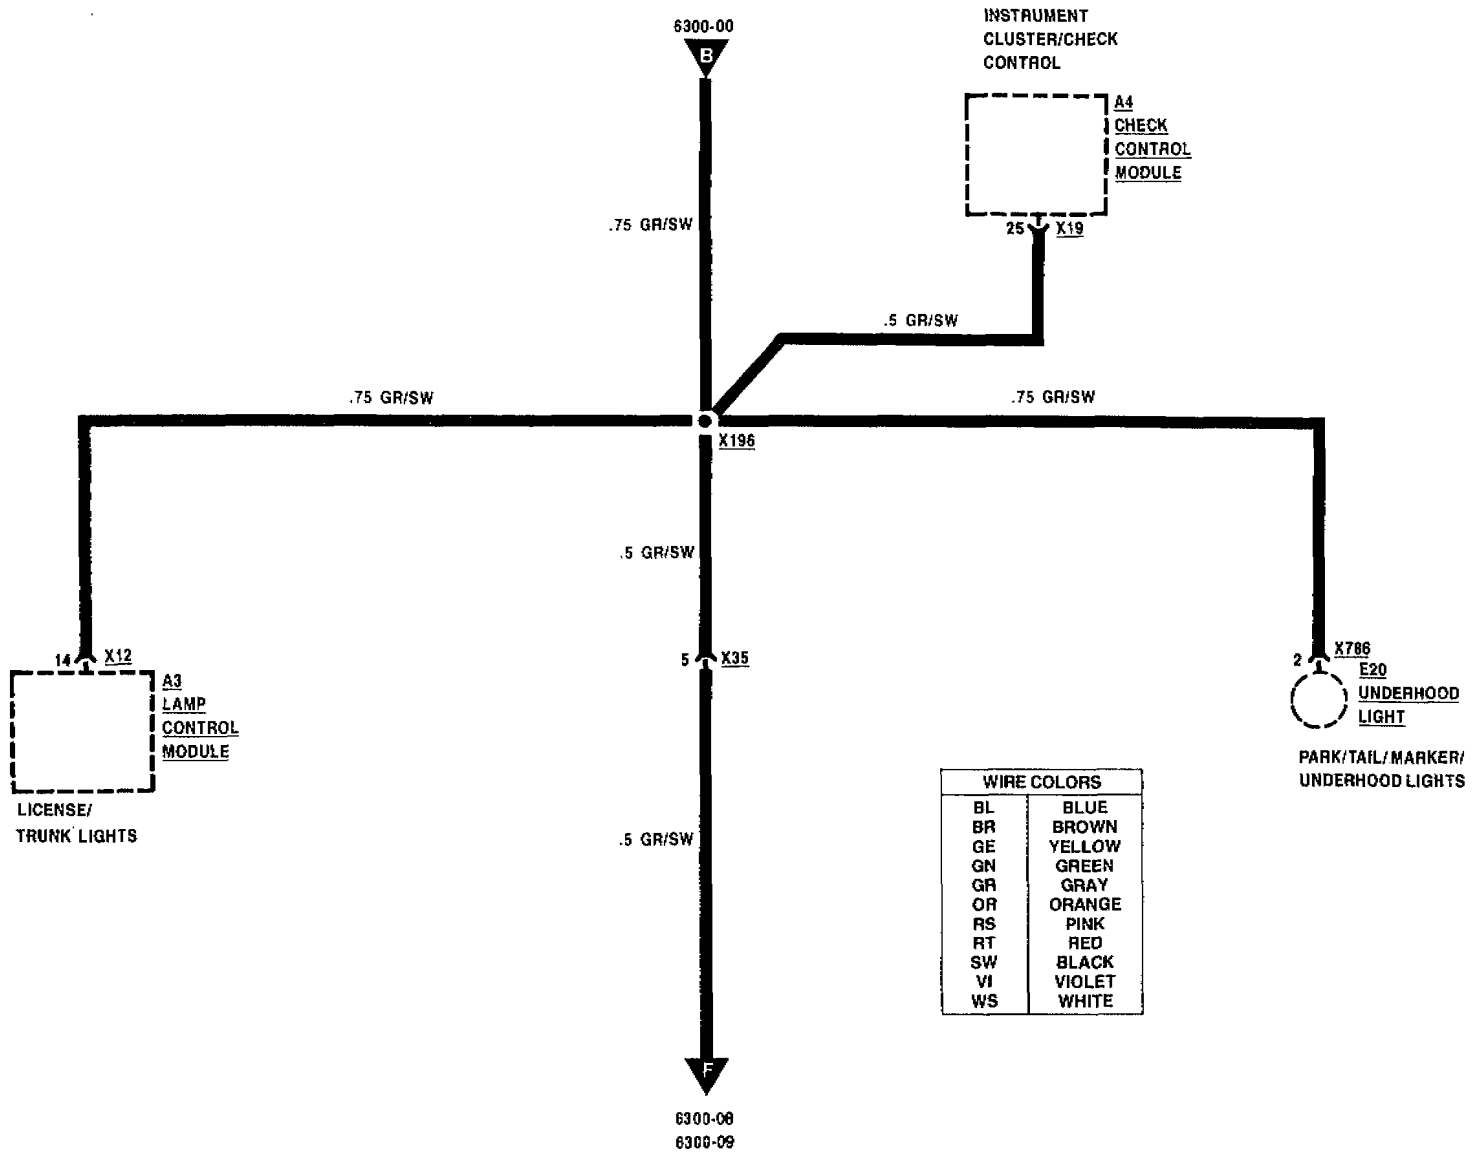 6300-00
B
INSTRUMENT
CLUSTER/CHECK
CONTROL
A4
CHECK
CONTROL
MODULE
25 X19
.75 GR/SW
.5 GR/SW
.75 GR/SW
.75 GR/SW
X196
.5 GR/SW
14 X12
A3
LAMP
CONTROL
MODULE
LICENSE/
TRUNK LIGHTS
5 X35
2 X786
E20
UNDERHOOD
LIGHT
PARK/TAIL/MARKER/
UNDERHOOD LIGHTS
.5 GR/SW
WIRE COLORS
BL BLUE
BR BROWN
GE YELLOW
GN GREEN
GR GRAY
OR ORANGE
RS PINK
RT RED
SW BLACK
VI VIOLET
WS WHITE
F
6300-08
6300-09